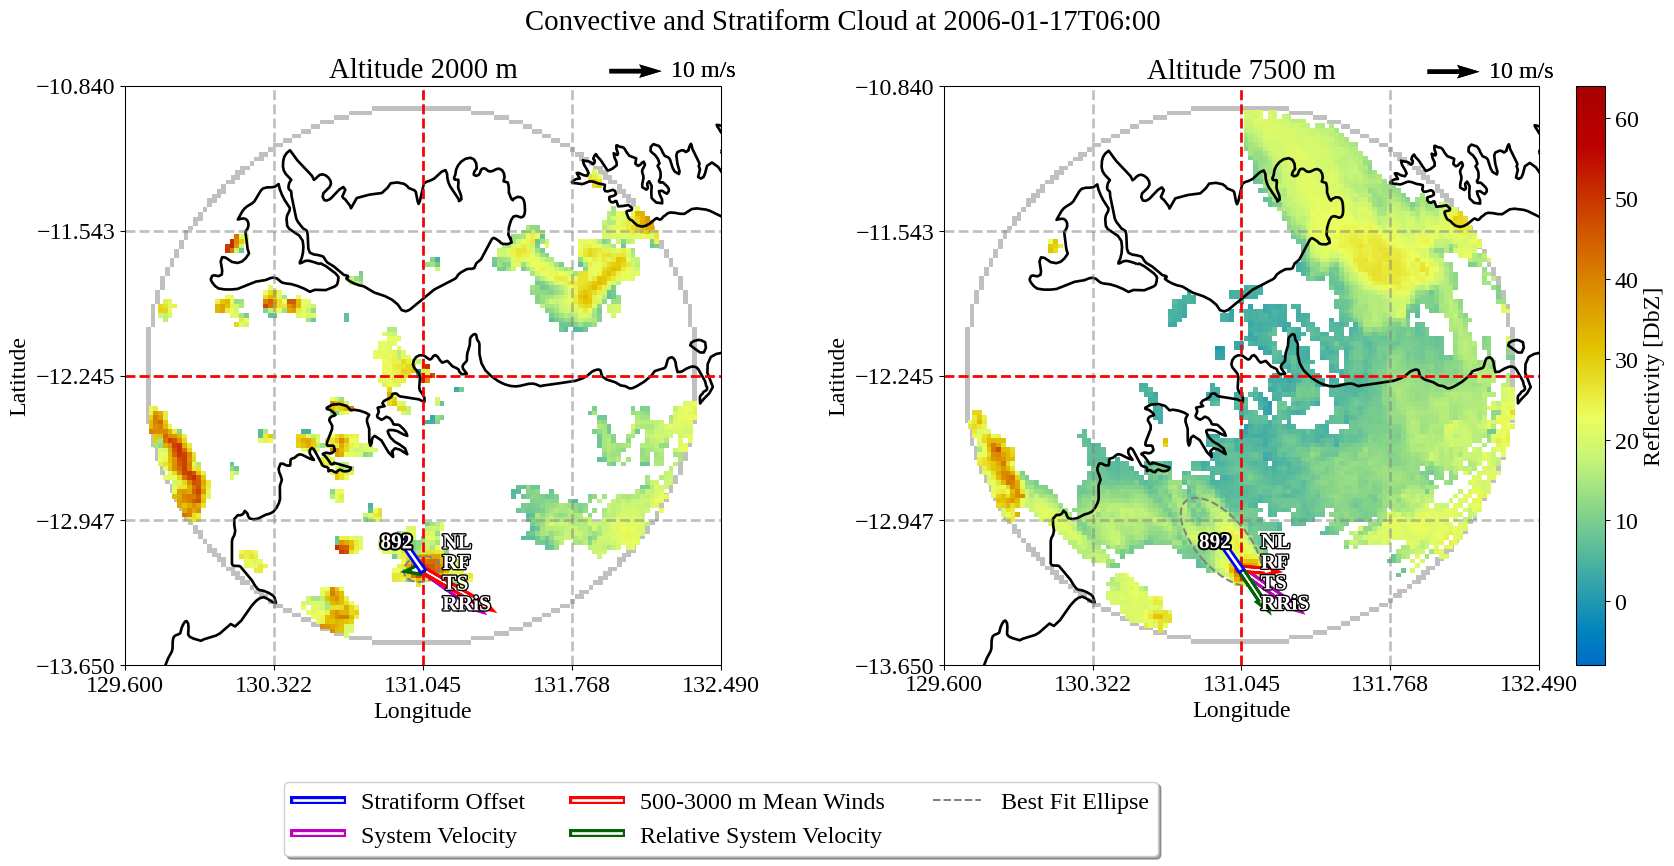 Convective and Stratiform Cloud at 2006-01-17T06:00
Altitude 2000 m
10 m/s
−10.840
−11.543
−12.245
−12.947
−13.650
Latitude
892
NL
RF
TS
RRiS
129.600 130.322 131.045 131.768 132.490
Longitude
Altitude 7500 m
10 m/s
−10.840
−11.543
−12.245
−12.947
−13.650
Latitude
892
NL
RF
TS
RRiS
129.600 130.322 131.045 131.768 132.490
Longitude
60
50
40
30
20
10
0
Reflectivity [DbZ]
Stratiform Offset
System Velocity
500-3000 m Mean Winds
Relative System Velocity
Best Fit Ellipse